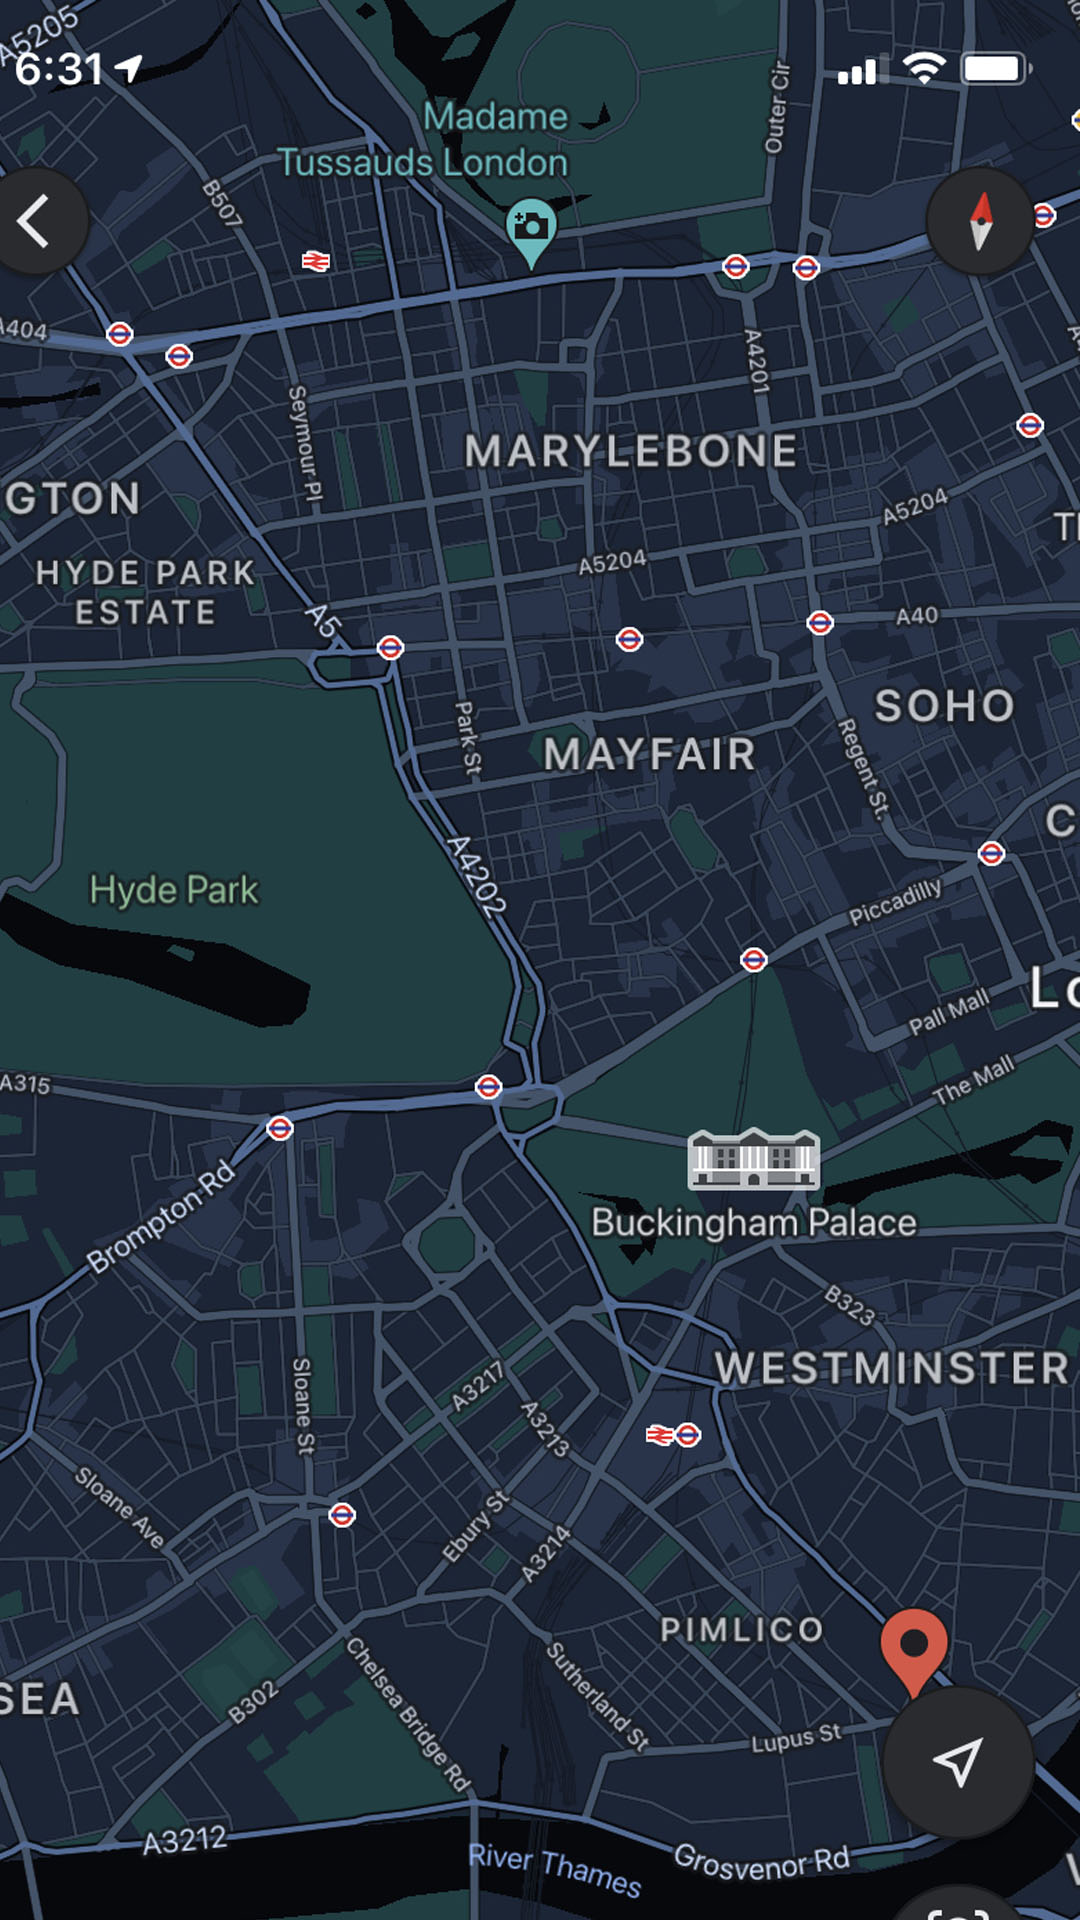 A5205
6:31
Madame
Tussauds London
Outer Cir
B507
A404
A4201
Seymour Pl
MARYLEBONE
GTON
A5204
HYDE PARK
ESTATE
A5204
A5
A40
SOHO
Park St
MAYFAIR
Regent St.
A4202
Hyde Park
Piccadilly
Lo
Pall Mall
A315
The Mall
Brompton Rd
Buckingham Palace
B323
WESTMINSTER
Sloane St
A3217
A3213
Sloane Ave
Ebury St
A3214
PIMLICO
SEA
B302
Chelsea Bridge Rd
Sutherland St
Lupus St
A3212
River Thames
Grosvenor Rd